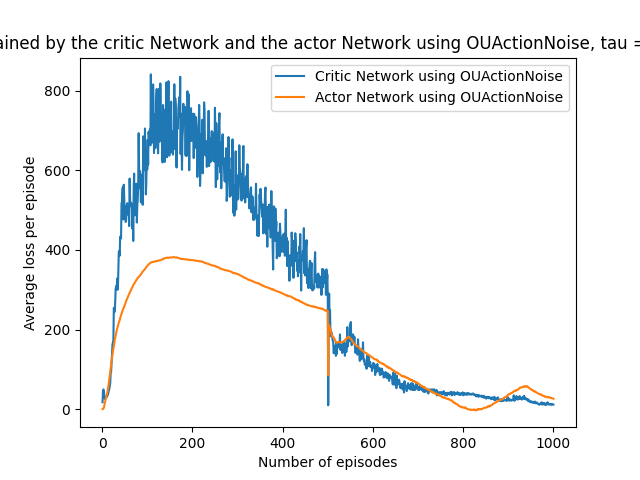 by the critic Network and the actor Network using OUActionNoise, tau =
Critic Network using OUActionNoise
Actor Network using OUActionNoise
Average loss per episode
800
600
400
200
0
0
200
400
600
800
1000
Number of episodes